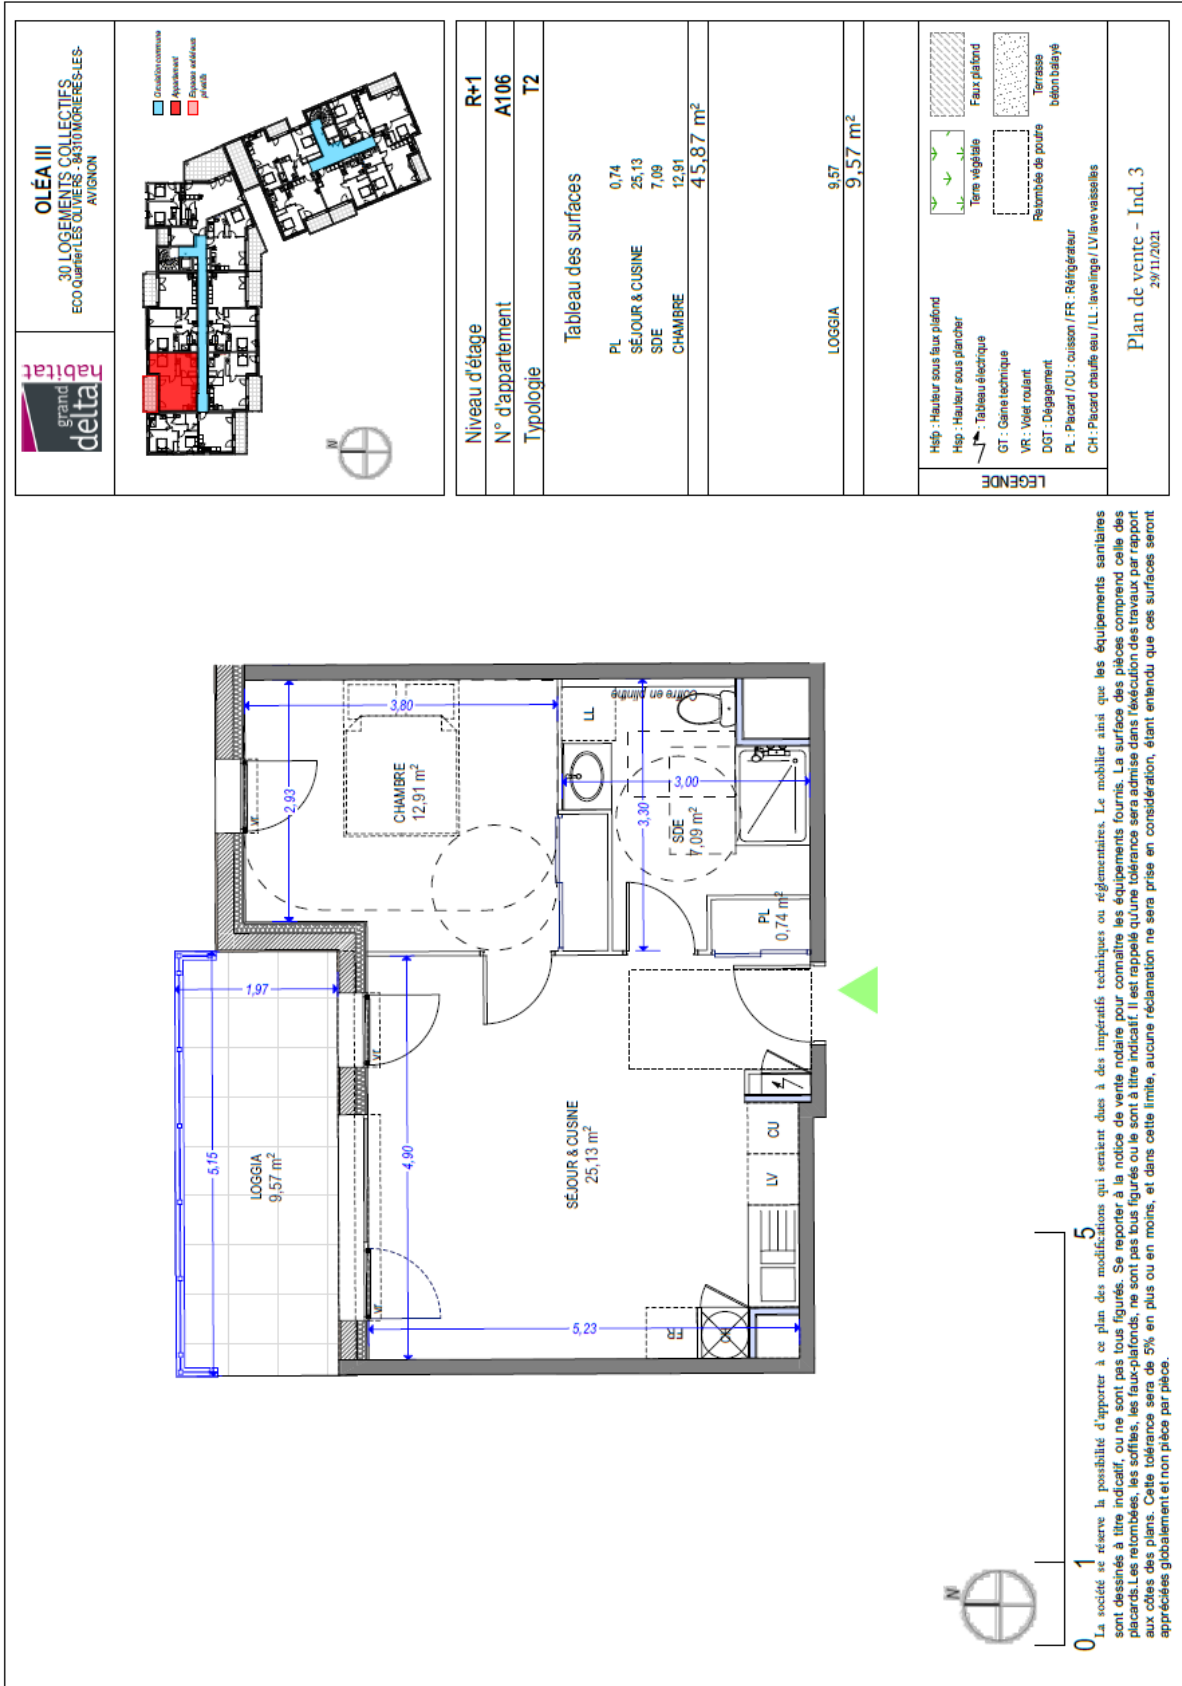 grand
delta
habitat
OLÉA III
30 LOGEMENTS COLLECTIFS
ECO Quartier LES OLIVIERS - 84310 MORIERES-LES-
AVIGNON
Circulation commune
Appartement
Espaces extérieurs
privatifs
N
Niveau d'étage R+1
N° d'appartement A106
Typologie T2
Tableau des surfaces
PL 0,74
SÉJOUR & CUSINE 25,13
SDE 7,09
CHAMBRE 12,91
45,87 m²
LOGGIA 9,57
9,57 m²
LEGENDE
Hsfp : Hauteur sous faux plafond
Hsp : Hauteur sous plancher
: Tableau électrique
GT : Gaine technique
VR : Volet roulant
DGT : Dégagement
PL : Placard / CU : cuisson / FR : Réfrigérateur
CH : Placard chauffe eau / LL : lave linge / LV lave vaisselles
Terre végétale
Faux plafond
Retombée de poutre
Terrasse
béton balayé
Plan de vente - Ind. 3
29/11/2021
5,15
1,97
LOGGIA
9,57 m²
VR
VR
VR
2,93
3,80
CHAMBRE
12,91 m²
4,90
5,23
SÉJOUR & CUSINE
25,13 m²
LL
Coffre en plinthe
3,00
3,30
SDE
7,09 m²
PL
0,74 m²
CU
LV
FR
CH
N
0 1 5
La société se réserve la possibilité d'apporter à ce plan des modifications qui seraient dues à des impératifs techniques ou réglementaires. Le mobilier ainsi que les équipements sanitaires
sont dessinés à titre indicatif, ou ne sont pas tous figurés. Se reporter à la notice de vente notaire pour connaître les équipements fournis. La surface des pièces comprend celle des
placards.Les retombées, les soffites, les faux-plafonds, ne sont pas tous figurés ou le sont à titre indicatif. Il est rappelé qu'une tolérance sera admise dans l'éxécution des travaux par rapport
aux côtes des plans. Cette tolérance sera de 5% en plus ou en moins, et dans cette limite, aucune réclamation ne sera prise en considération, étant entendu que ces surfaces seront
appréciées globalement et non pièce par pièce.